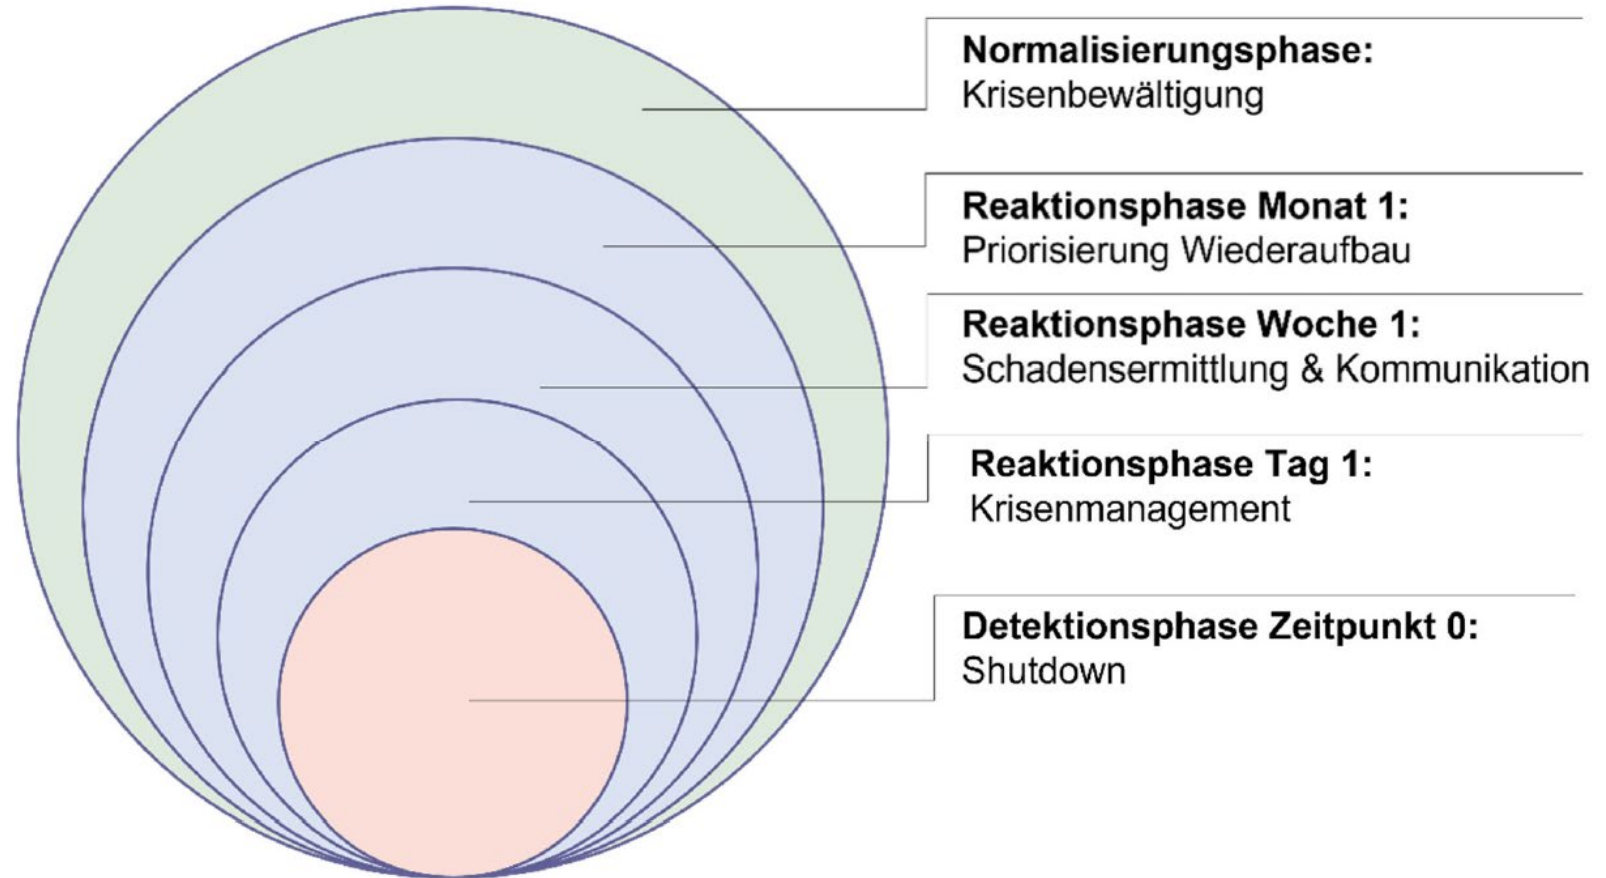 Normalisierungsphase:
Krisenbewältigung
Reaktionsphase Monat 1:
Priorisierung Wiederaufbau
Reaktionsphase Woche 1:
Schadensermittlung & Kommunikation
Reaktionsphase Tag 1:
Krisenmanagement
Detektionsphase Zeitpunkt 0:
Shutdown